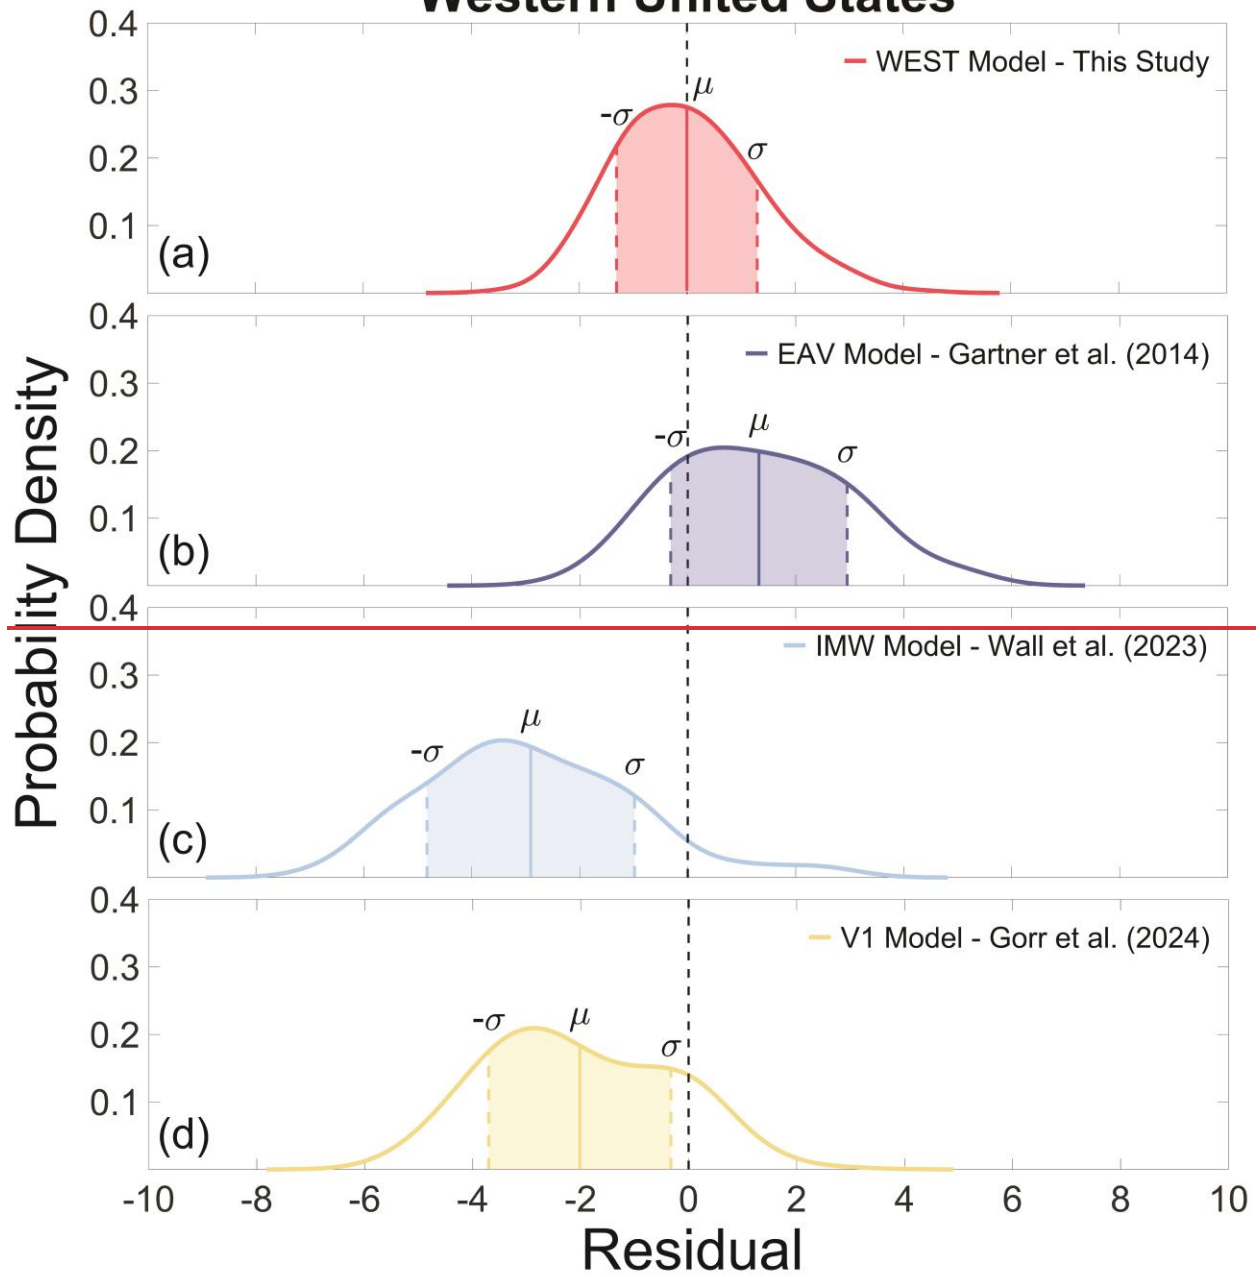 Western United States
0.4
WEST Model - This Study
0.3
μ
-σ
0.2
σ
0.1
(a)
0.4
EAV Model - Gartner et al. (2014)
0.3
μ
-σ
0.2
σ
0.1
(b)
Probability Density
0.4
IMW Model - Wall et al. (2023)
0.3
μ
0.2
-σ
σ
0.1
(c)
0.4
V1 Model - Gorr et al. (2024)
0.3
-σ
μ
0.2
σ
0.1
(d)
-10 -8 -6 -4 -2 0 2 4 6 8 10
Residual